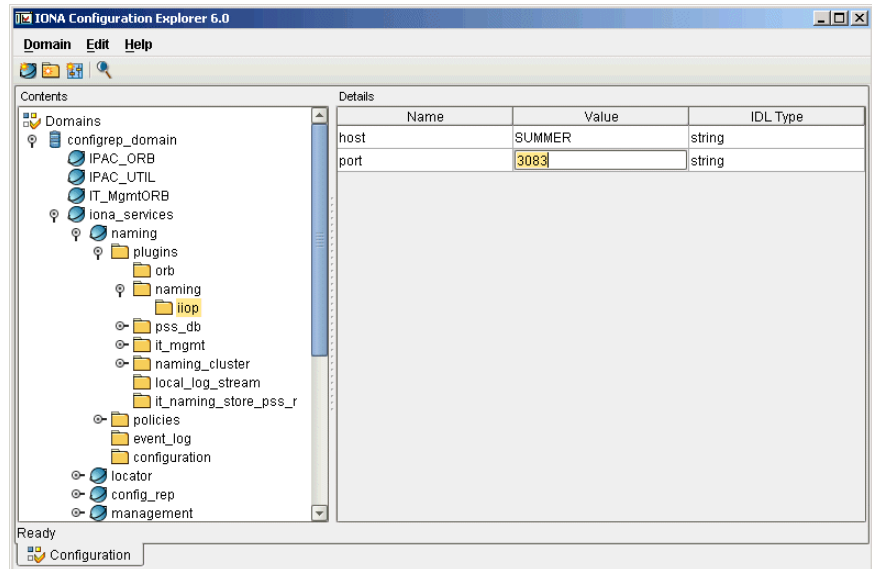 IONA Configuration Explorer 6.0
Domain Edit Help
Contents
Details
Domains
configrep_domain
IPAC_ORB
IPAC_UTIL
IT_MgmtORB
iona_services
naming
plugins
orb
naming
iiop
pss_db
it_mgmt
naming_cluster
local_log_stream
it_naming_store_pss_r
policies
event_log
configuration
locator
config_rep
management
Name Value IDL Type
host SUMMER string
port 3083 string
Ready
Configuration